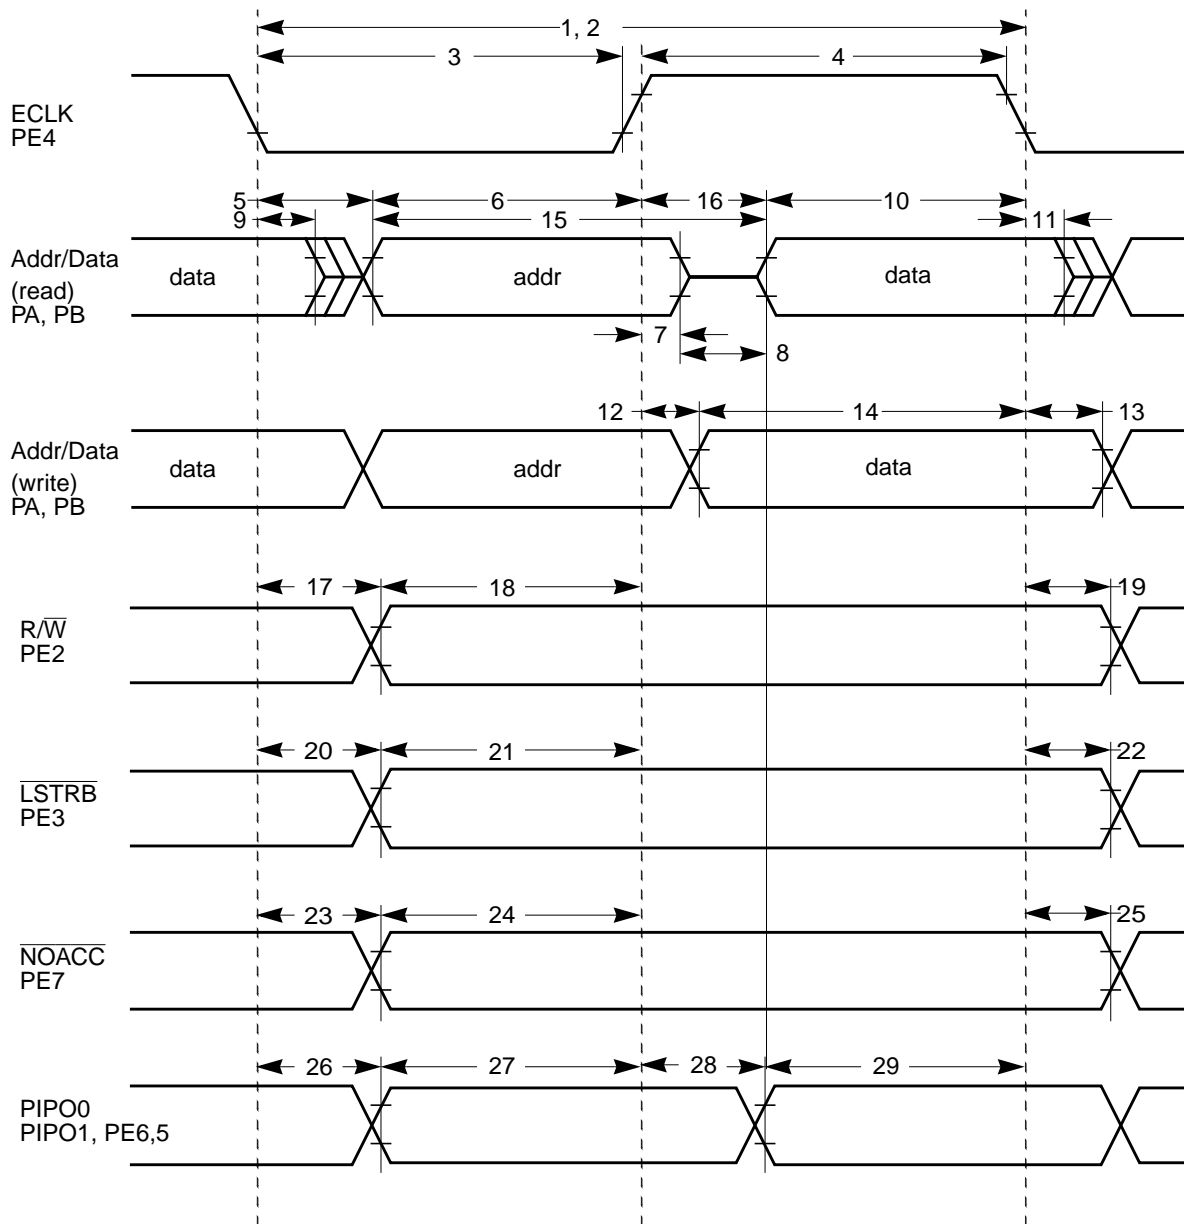 1, 2
3
4
ECLK
PE4
5
6
16
10
9
15
11
Addr/Data
(read)
PA, PB
data
addr
data
7
8
12
14
13
Addr/Data
(write)
PA, PB
data
addr
data
17
18
19
R/W̅
PE2
20
21
22
LSTRB
PE3
23
24
25
NOACC
PE7
26
27
28
29
PIPO0
PIPO1, PE6,5